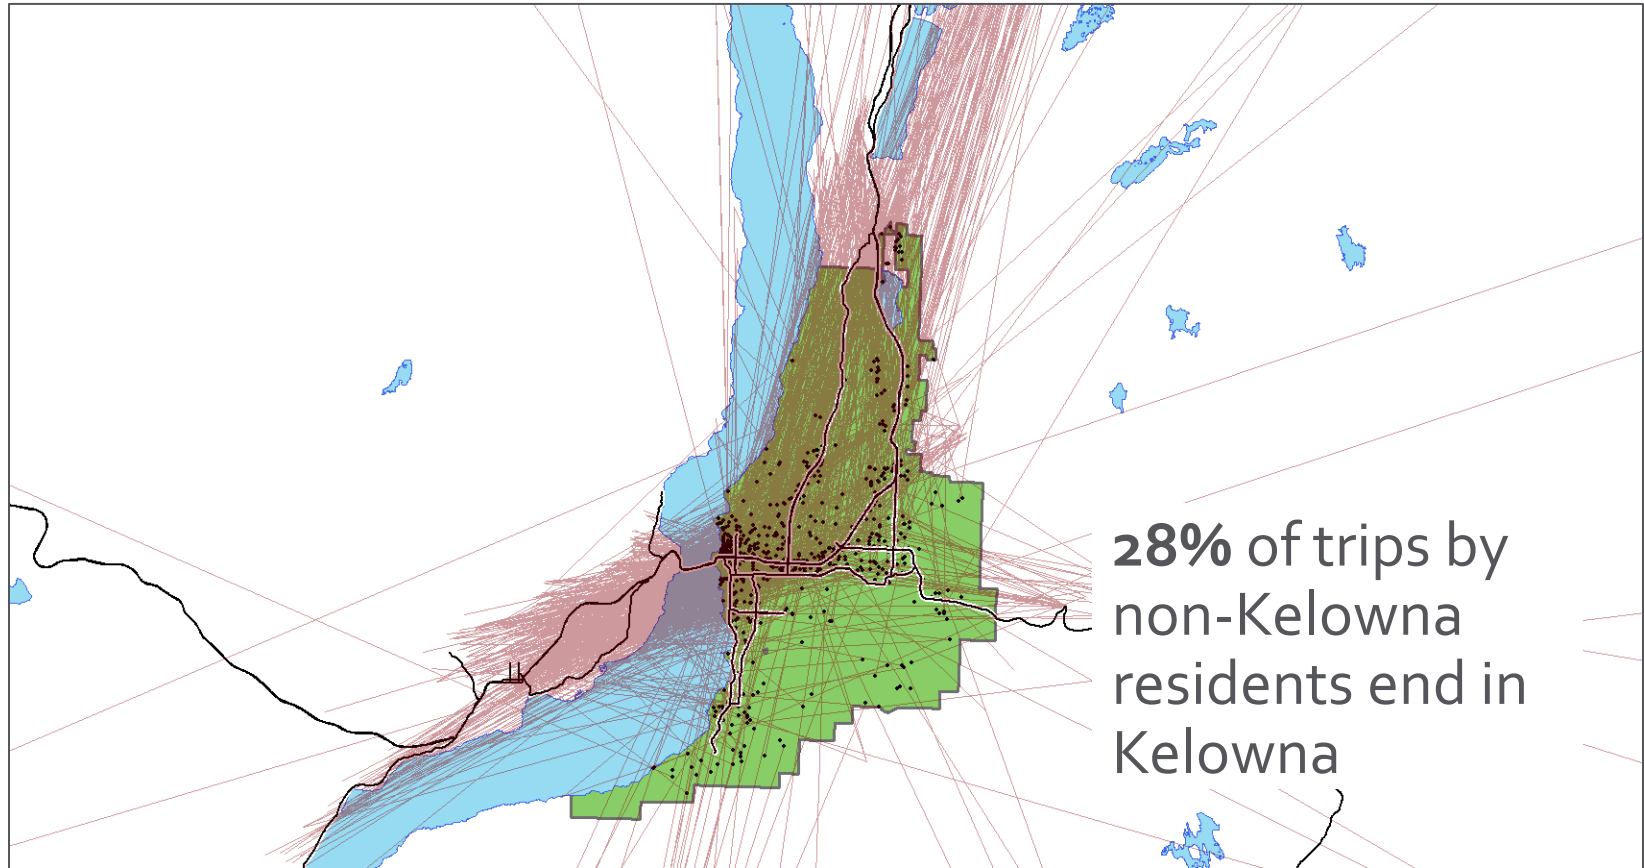 28% of trips by
non-Kelowna
residents end in
Kelowna